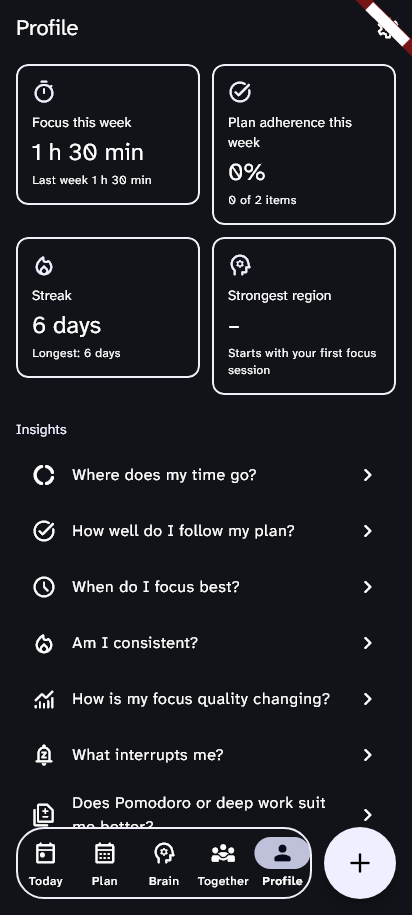 Profile
Focus this week
1 h 30 min
Last week 1 h 30 min
Plan adherence this
week
0%
0 of 2 items
Streak
6 days
Longest: 6 days
Strongest region
–
Starts with your first focus
session
Insights
Where does my time go?
How well do I follow my plan?
When do I focus best?
Am I consistent?
How is my focus quality changing?
What interrupts me?
Does Pomodoro or deep work suit
me better?
Today
Plan
Brain
Together
Profile